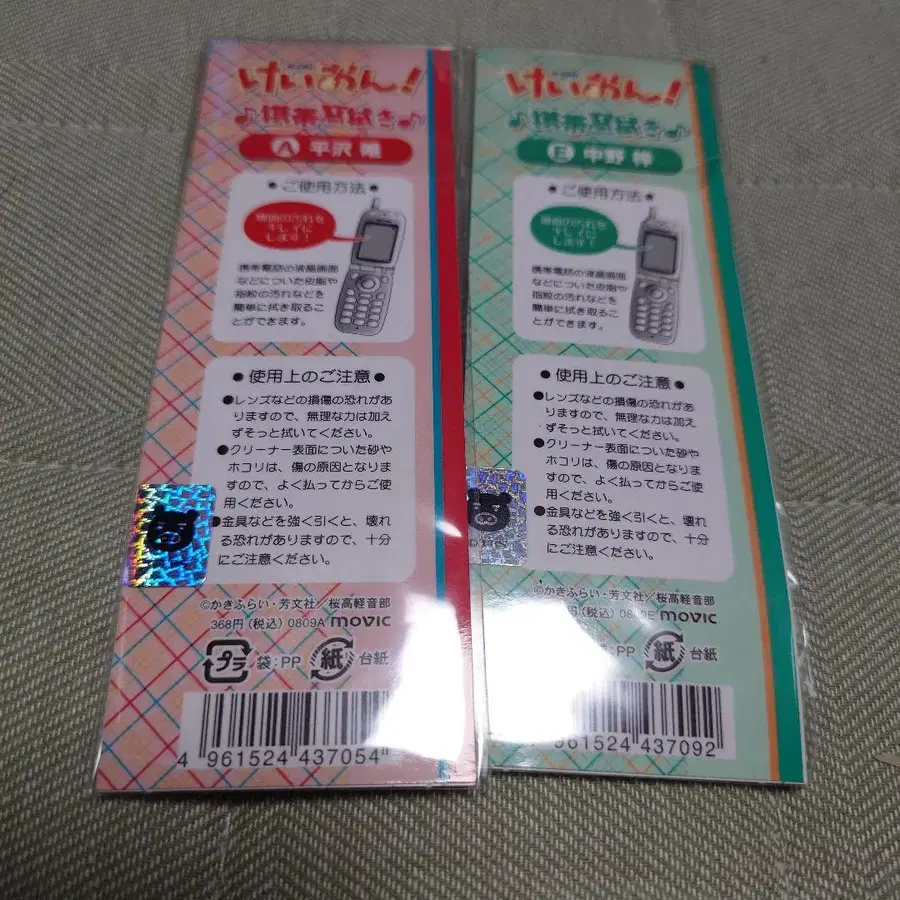 けいおん!
♪携帯画拭き♪
A 平沢 唯
● ご使用方法 ●
画面の汚れを
キレイに
します!
携帯電話の液晶画面
などについた皮脂や
指紋の汚れなどを
簡単に拭き取るこ
とができます。
● 使用上のご注意 ●
●レンズなどの損傷の恐れがあ
りますので、無理な力は加え
ずそっと拭いてください。
●クリーナー表面についた砂や
ホコリは、傷の原因となりま
すので、よく払ってからご使
用ください。
●金具などを強く引くと、壊れ
る恐れがありますので、十分
にご注意ください。
©かきふらい・芳文社/桜高軽音部
368円(税込) 0809A movic
プラ 袋:PP 紙 台紙
4 961524 437054
けいおん!
♪携帯画拭き♪
E 中野 梓
● ご使用方法 ●
画面の汚れを
キレイに
します!
携帯電話の液晶画面
などについた皮脂や
指紋の汚れなどを
簡単に拭き取るこ
とができます。
● 使用上のご注意 ●
●レンズなどの損傷の恐れがあ
りますので、無理な力は加え
ずそっと拭いてください。
●クリーナー表面についた砂や
ホコリは、傷の原因となりま
すので、よく払ってからご使
用ください。
●金具などを強く引くと、壊れ
る恐れがありますので、十分
にご注意ください。
©かきふらい・芳文社/桜高軽音部
円(税込) movic
袋:PP 紙 台紙
961524 437092